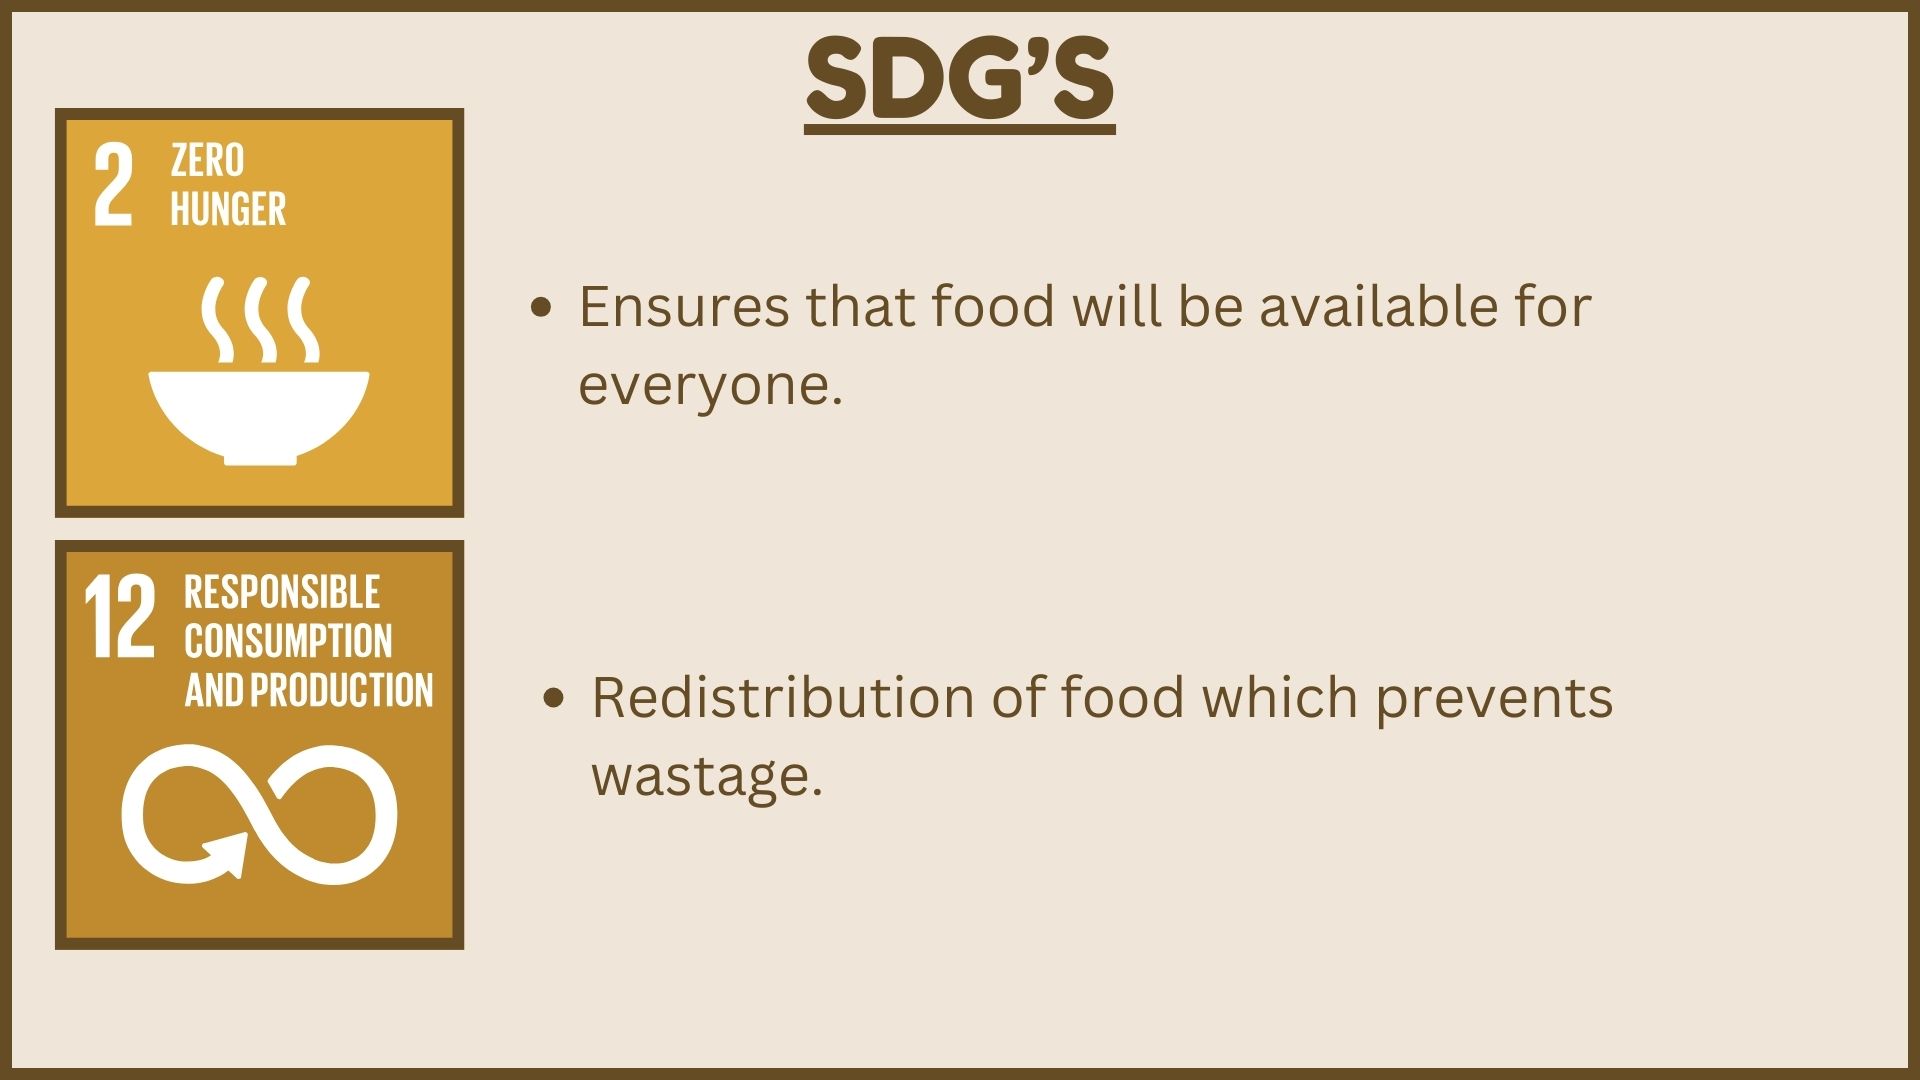 SDG’S
2 ZERO
HUNGER
• Ensures that food will be available for
everyone.
12 RESPONSIBLE
CONSUMPTION
AND PRODUCTION
• Redistribution of food which prevents
wastage.